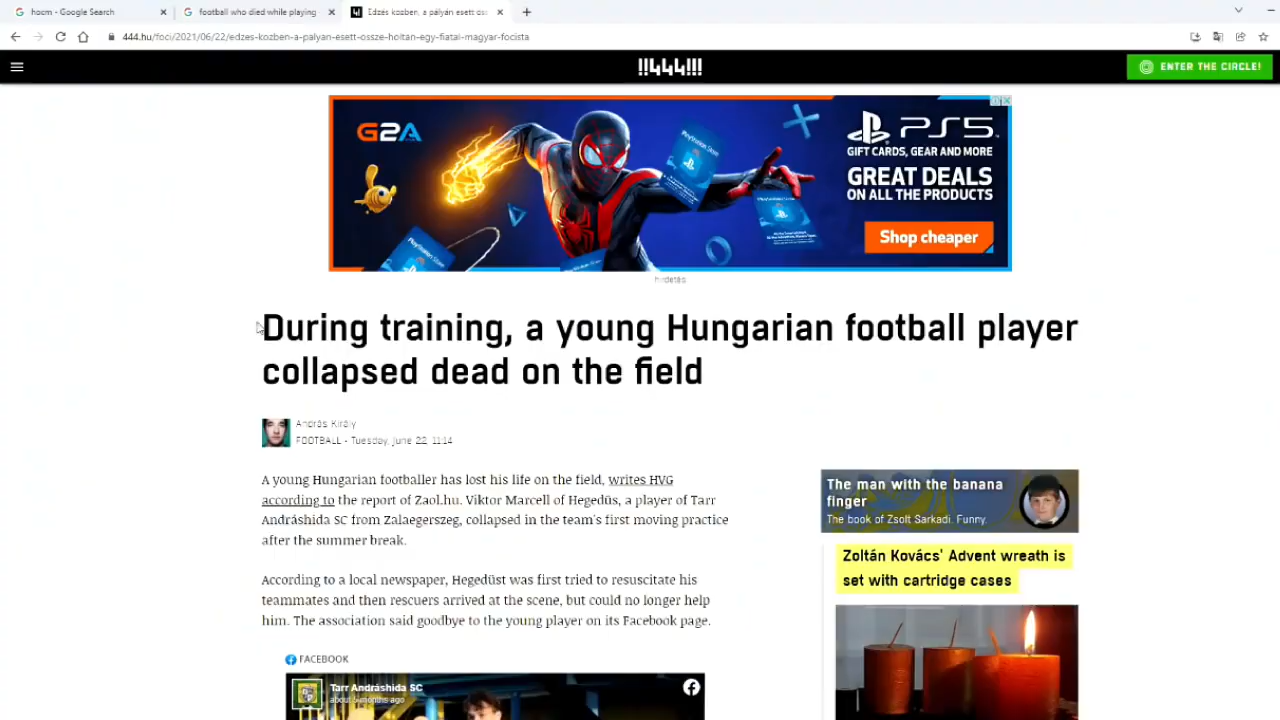 hocm - Google Search
football who died while playing
Edzés közben, a pályán esett öss
444.hu/foci/2021/06/22/edzes-kozben-a-palyan-esett-ossze-holtan-egy-fiatal-magyar-focista
!!444!!!
ENTER THE CIRCLE!
G2A
PS5
GIFT CARDS, GEAR AND MORE
GREAT DEALS
ON ALL THE PRODUCTS
Shop cheaper
hirdetés
During training, a young Hungarian football player
collapsed dead on the field
András Király
FOOTBALL - Tuesday, June 22, 11:14
A young Hungarian footballer has lost his life on the field, writes HVG
according to the report of Zaol.hu. Viktor Marcell of Hegedüs, a player of Tarr
Andráshida SC from Zalaegerszeg, collapsed in the team's first moving practice
after the summer break.
According to a local newspaper, Hegedüst was first tried to resuscitate his
teammates and then rescuers arrived at the scene, but could no longer help
him. The association said goodbye to the young player on its Facebook page.
The man with the banana
finger
The book of Zsolt Sarkadi. Funny.
Zoltán Kovács' Advent wreath is
set with cartridge cases
FACEBOOK
Tarr Andráshida SC
about 5 months ago